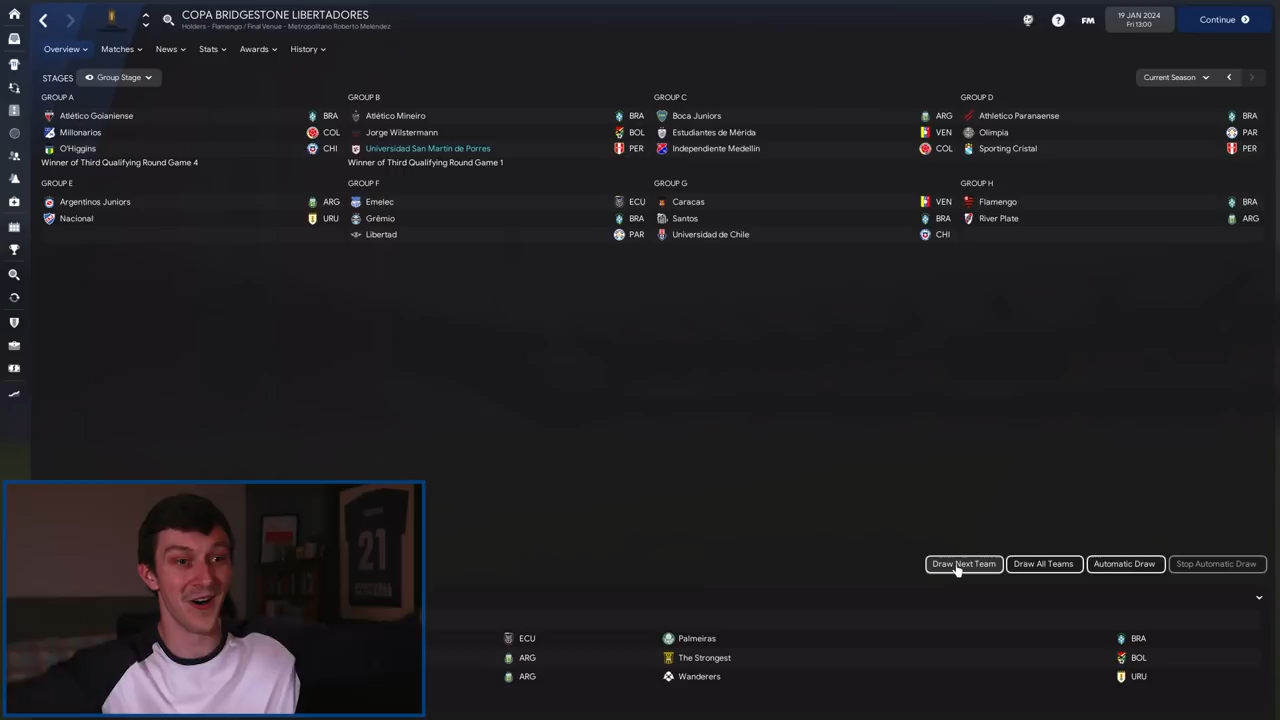 COPA BRIDGESTONE LIBERTADORES
Holders - Flamengo / Final Venue - Metropolitano Roberto Meléndez
FM
19 JAN 2024
Fri 13:00
Continue
Overview Matches News Stats Awards History
STAGES Group Stage Current Season
GROUP A
Atlético Goianiense BRA
Millonarios COL
O'Higgins CHI
Winner of Third Qualifying Round Game 4
GROUP B
Atlético Mineiro BRA
Jorge Wilstermann BOL
Universidad San Martín de Porres PER
Winner of Third Qualifying Round Game 1
GROUP C
Boca Juniors ARG
Estudiantes de Mérida VEN
Independiente Medellín COL
GROUP D
Athletico Paranaense BRA
Olimpia PAR
Sporting Cristal PER
GROUP E
Argentinos Juniors ARG
Nacional URU
GROUP F
Emelec ECU
Grêmio BRA
Libertad PAR
GROUP G
Caracas VEN
Santos BRA
Universidad de Chile CHI
GROUP H
Flamengo BRA
River Plate ARG
Draw Next Team Draw All Teams Automatic Draw Stop Automatic Draw
ECU Palmeiras BRA
ARG The Strongest BOL
ARG Wanderers URU
21